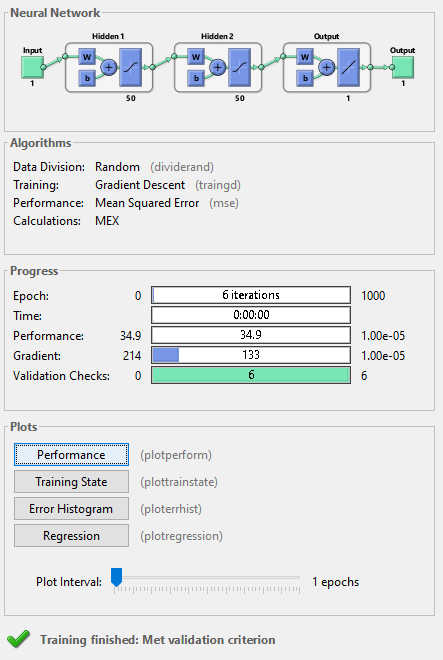 Neural Network
Hidden 1 Hidden 2 Output
Input Output
W W W
b b b
+ + +
1 50 50 1 1
Algorithms
Data Division: Random (dividerand)
Training: Gradient Descent (traingd)
Performance: Mean Squared Error (mse)
Calculations: MEX
Progress
Epoch: 0 6 iterations 1000
Time: 0:00:00
Performance: 34.9 34.9 1.00e-05
Gradient: 214 133 1.00e-05
Validation Checks: 0 6 6
Plots
Performance (plotperform)
Training State (plottrainstate)
Error Histogram (ploterrhist)
Regression (plotregression)
Plot Interval: 1 epochs
Training finished: Met validation criterion